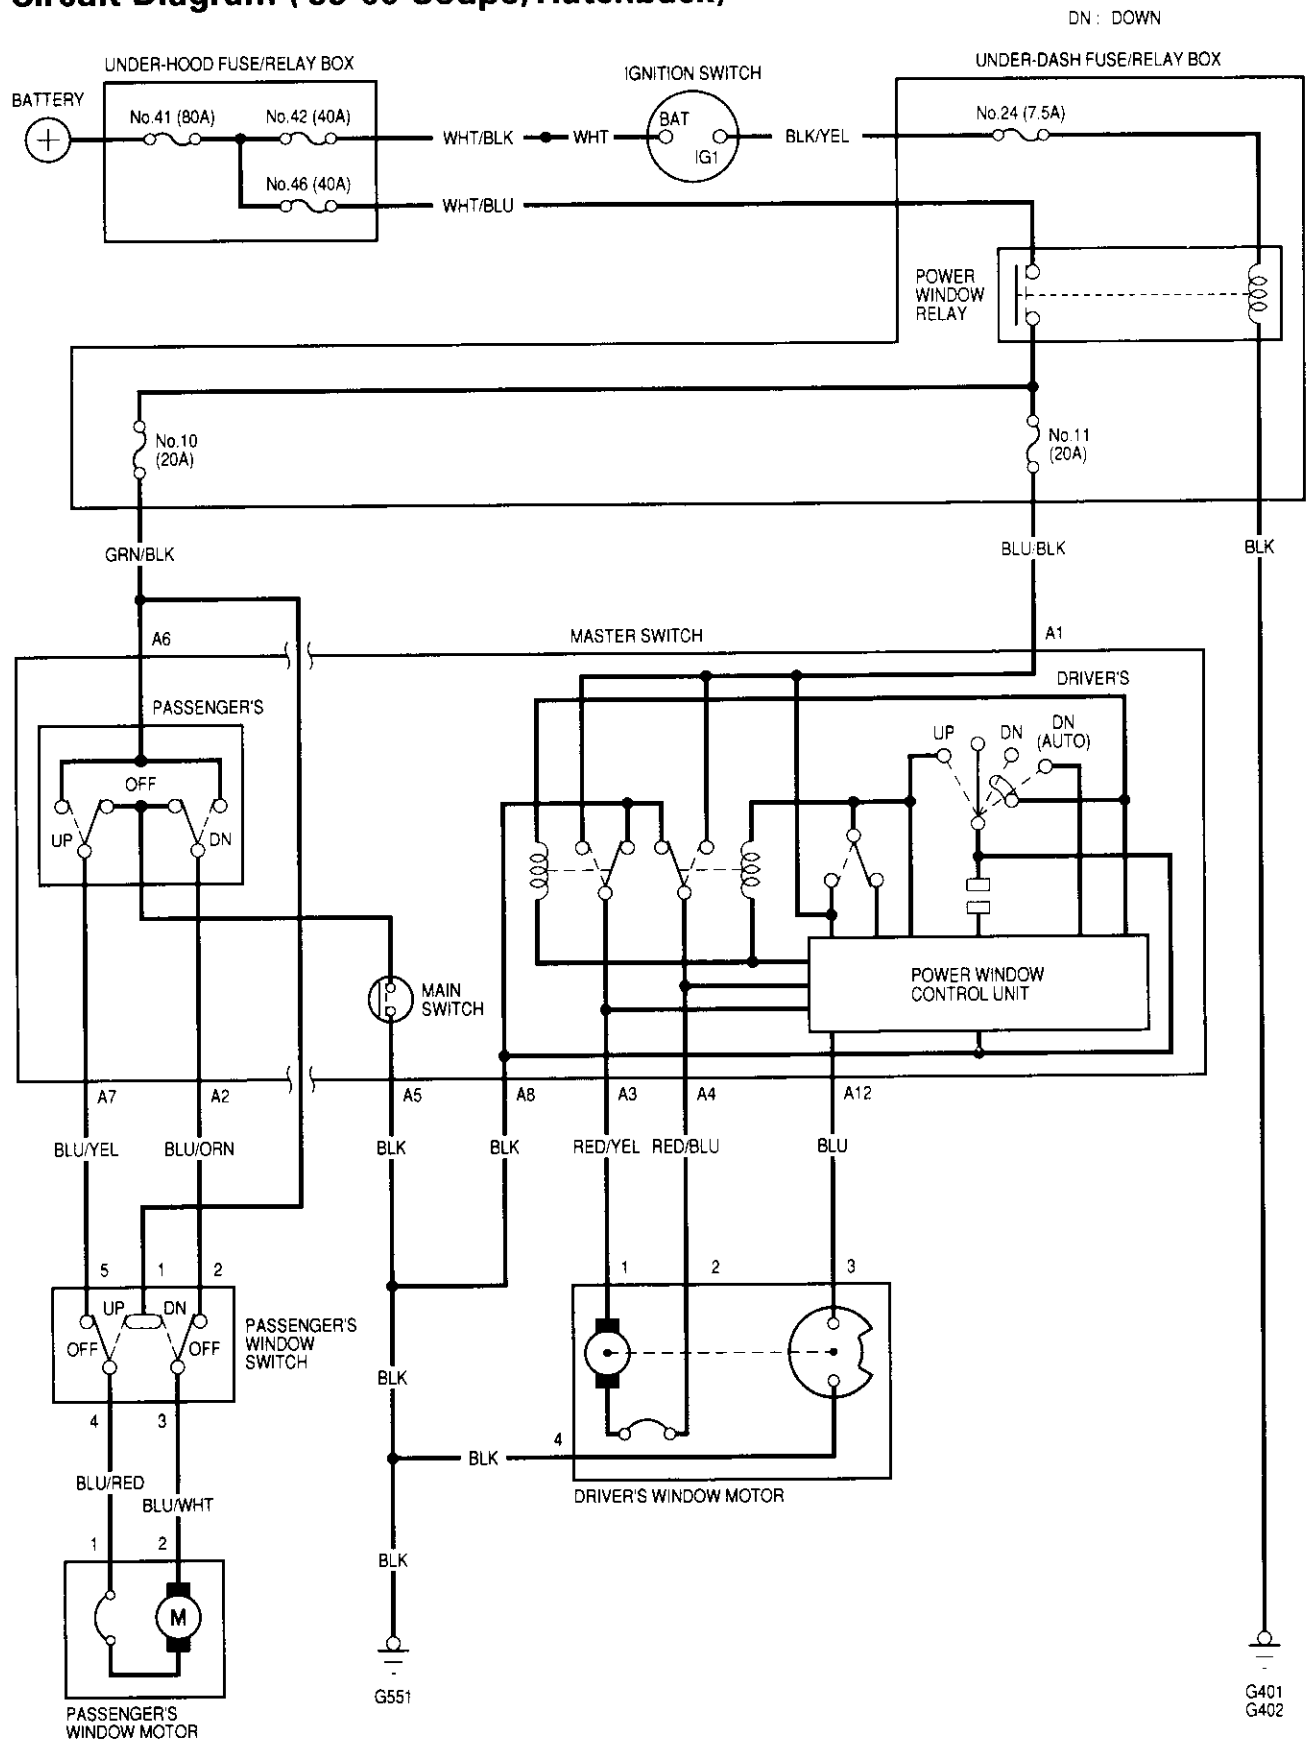 DN : DOWN
UNDER-HOOD FUSE/RELAY BOX
IGNITION SWITCH
UNDER-DASH FUSE/RELAY BOX
BATTERY
No.41 (80A)
No.42 (40A)
BAT
IG1
No.24 (7.5A)
WHT/BLK
WHT
BLK/YEL
No.46 (40A)
WHT/BLU
POWER
WINDOW
RELAY
No.10
(20A)
No.11
(20A)
GRN/BLK
BLU/BLK
BLK
A6
MASTER SWITCH
A1
PASSENGER'S
DRIVER'S
OFF
UP
DN
UP
DN
DN
(AUTO)
MAIN
SWITCH
POWER WINDOW
CONTROL UNIT
A7
A2
A5
A8
A3
A4
A12
BLU/YEL
BLU/ORN
BLK
BLK
RED/YEL
RED/BLU
BLU
5
1
2
1
2
3
UP
DN
OFF
OFF
PASSENGER'S
WINDOW
SWITCH
BLK
4
3
4
BLK
BLU/RED
BLU/WHT
DRIVER'S WINDOW MOTOR
1
2
BLK
M
PASSENGER'S
WINDOW MOTOR
G551
G401
G402